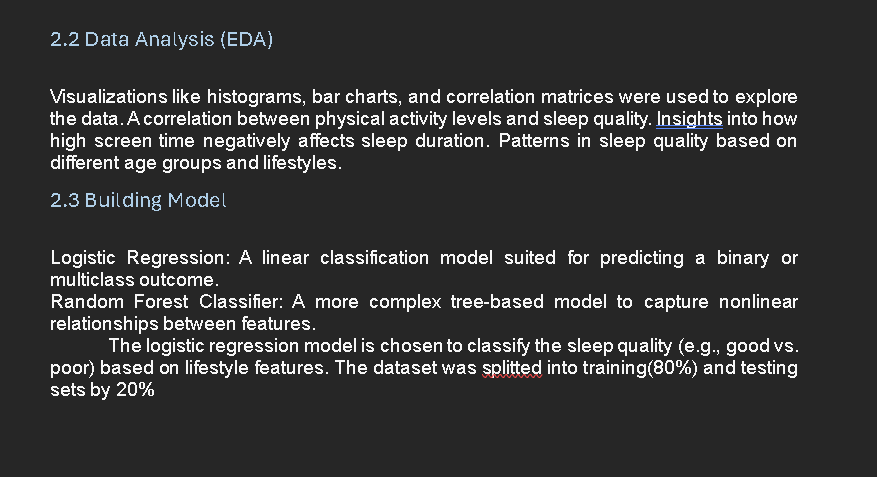 2.2 Data Analysis (EDA)
Visualizations like histograms, bar charts, and correlation matrices were used to explore
the data. A correlation between physical activity levels and sleep quality. Insights into how
high screen time negatively affects sleep duration. Patterns in sleep quality based on
different age groups and lifestyles.
2.3 Building Model
Logistic Regression: A linear classification model suited for predicting a binary or
multiclass outcome.
Random Forest Classifier: A more complex tree-based model to capture nonlinear
relationships between features.
The logistic regression model is chosen to classify the sleep quality (e.g., good vs.
poor) based on lifestyle features. The dataset was splitted into training(80%) and testing
sets by 20%